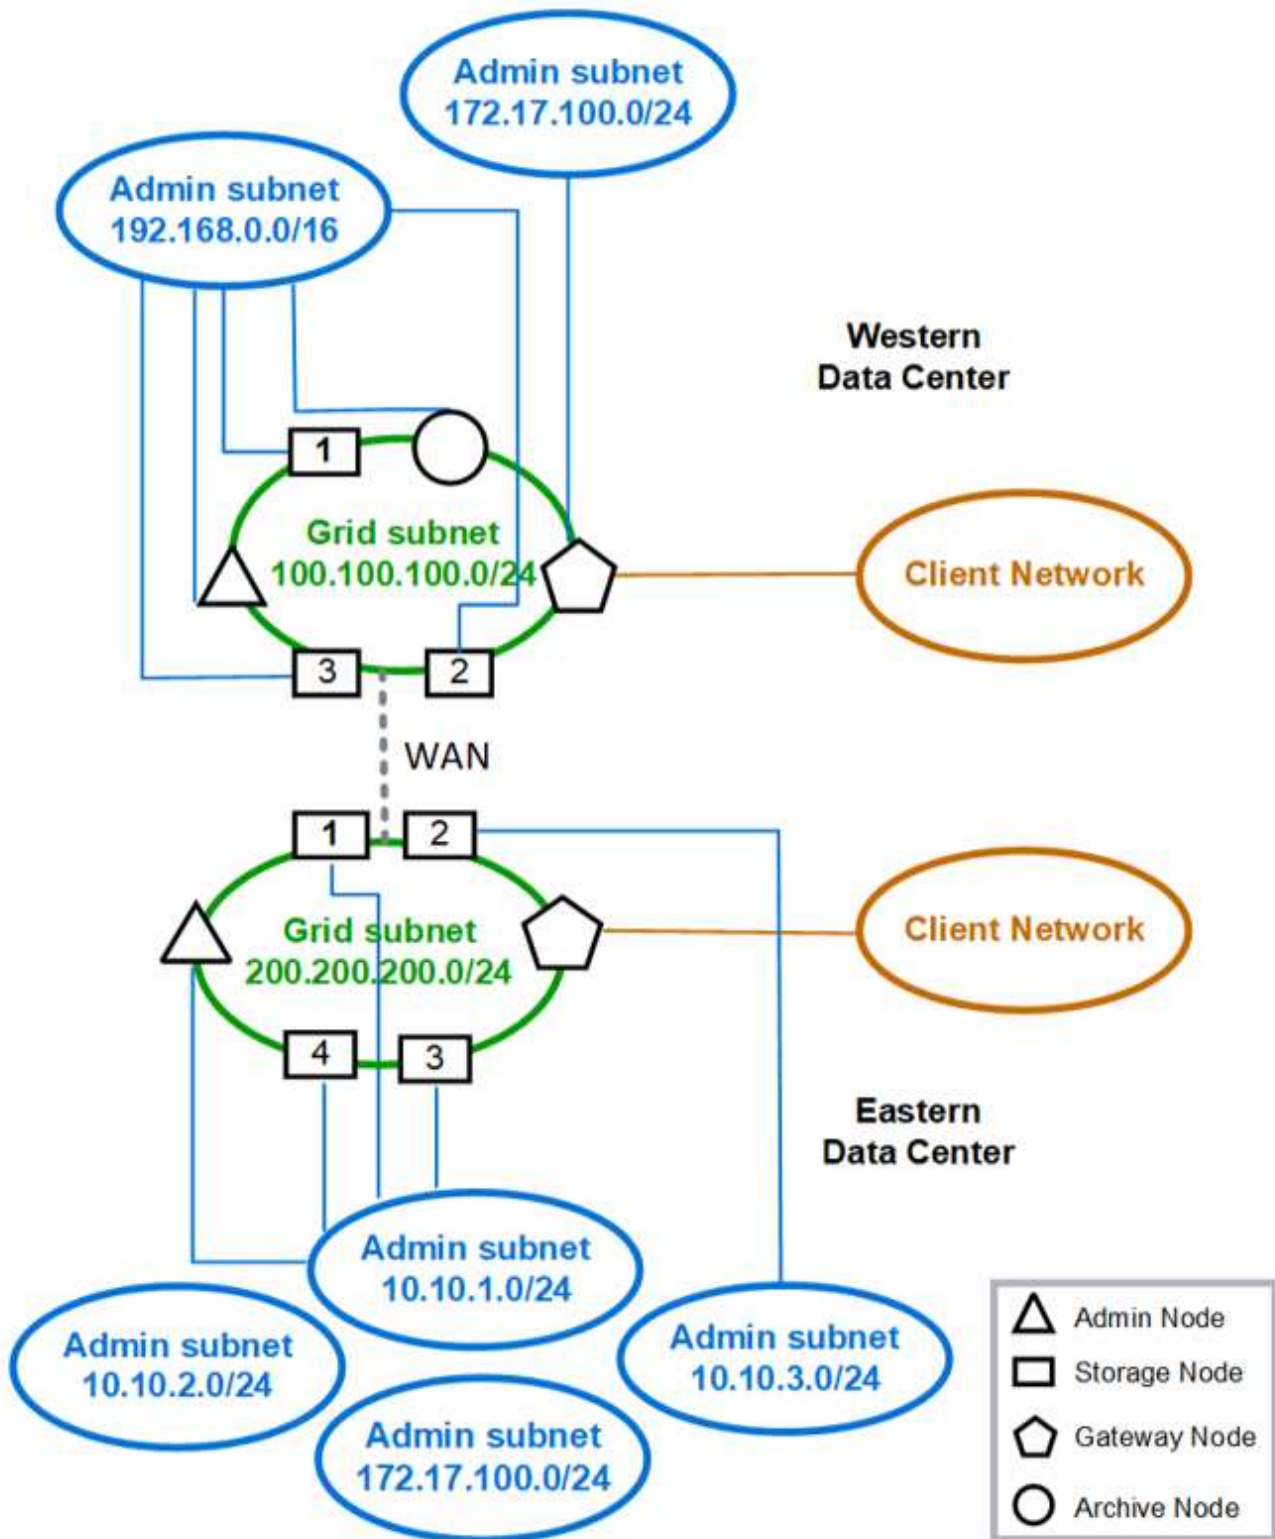 Admin subnet
172.17.100.0/24
Admin subnet
192.168.0.0/16
Western
Data Center
1
Grid subnet
100.100.100.0/24
Client Network
3
2
WAN
1
2
Grid subnet
200.200.200.0/24
Client Network
4
3
Eastern
Data Center
Admin subnet
10.10.1.0/24
Admin subnet
10.10.2.0/24
Admin subnet
10.10.3.0/24
Admin subnet
172.17.100.0/24
Admin Node
Storage Node
Gateway Node
Archive Node